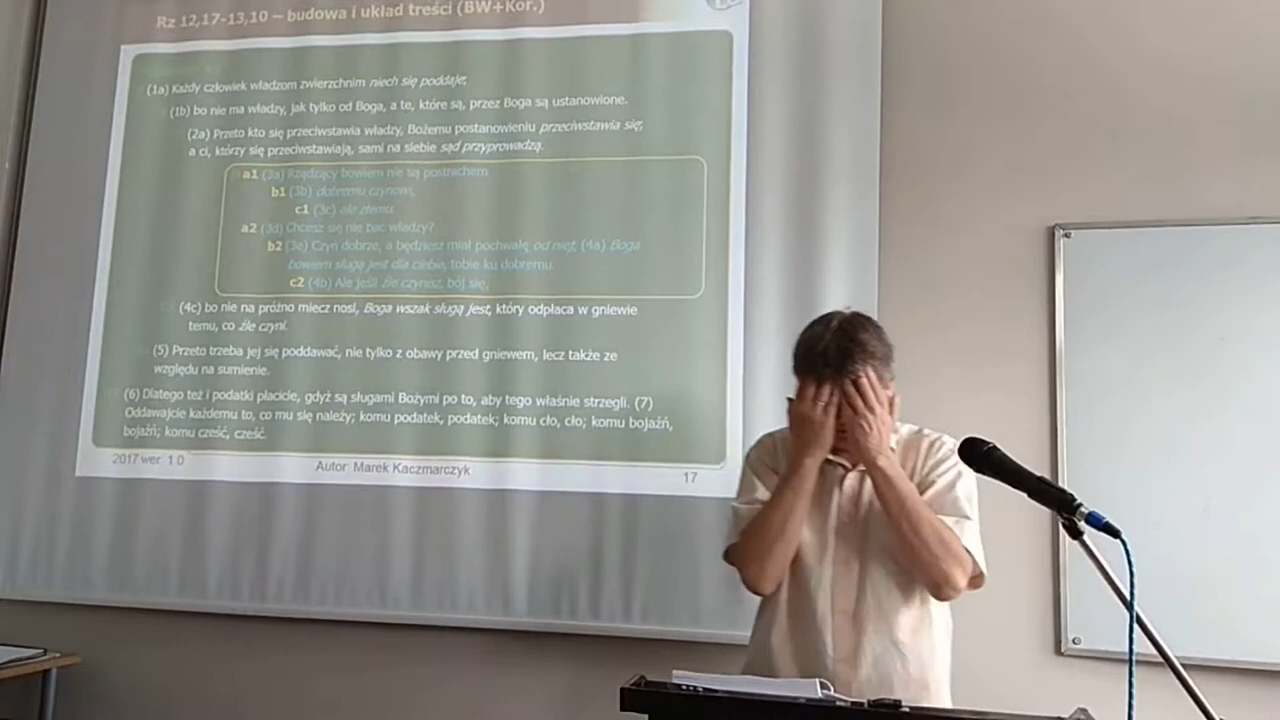 Rz 12,17-13,10 – budowa i układ treści (BW+Kor.)
(1a) Każdy człowiek władzom zwierzchnim niech się poddaje;
(1b) bo nie ma władzy, jak tylko od Boga, a te, które są, przez Boga są ustanowione.
(2a) Przeto kto się przeciwstawia władzy, Bożemu postanowieniu przeciwstawia się;
a ci, którzy się przeciwstawiają, sami na siebie sąd przyprowadzą.
a1 (3a) Rządzący bowiem nie są postrachem
b1 (3b) dobremu czynowi,
c1 (3c) ale złemu.
a2 (3d) Chcesz się nie bać władzy?
b2 (3e) Czyń dobrze, a będziesz miał pochwałę od niej; (4a) Boga
bowiem sługą jest dla ciebie, tobie ku dobremu.
c2 (4b) Ale jeśli źle czynisz, bój się,
(4c) bo nie na próżno miecz nosi, Boga wszak sługą jest, który odpłaca w gniewie
temu, co źle czyni.
(5) Przeto trzeba jej się poddawać, nie tylko z obawy przed gniewem, lecz także ze
względu na sumienie.
(6) Dlatego też i podatki płacicie, gdyż są sługami Bożymi po to, aby tego właśnie strzegli. (7)
Oddawajcie każdemu to, co mu się należy; komu podatek, podatek; komu cło, cło; komu bojaźń,
bojaźń; komu cześć, cześć.
2017 wer. 1.0 Autor: Marek Kaczmarczyk 17